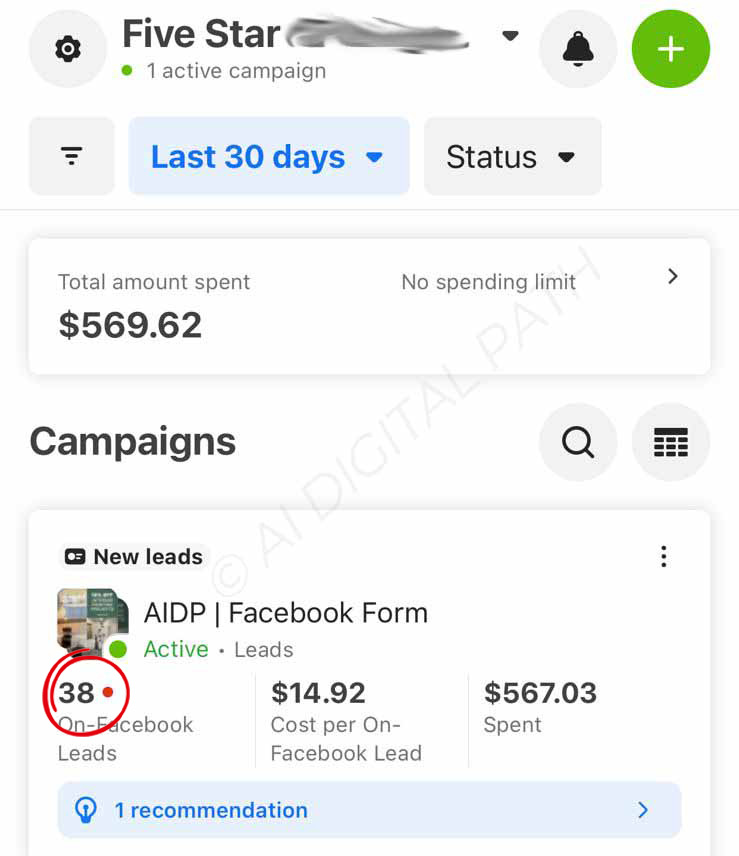 Five Star
1 active campaign
Last 30 days
Status
Total amount spent
No spending limit
$569.62
© AI DIGITAL PATH
Campaigns
New leads
AIDP | Facebook Form
Active • Leads
38
On-Facebook
Leads
$14.92
Cost per On-
Facebook Lead
$567.03
Spent
1 recommendation